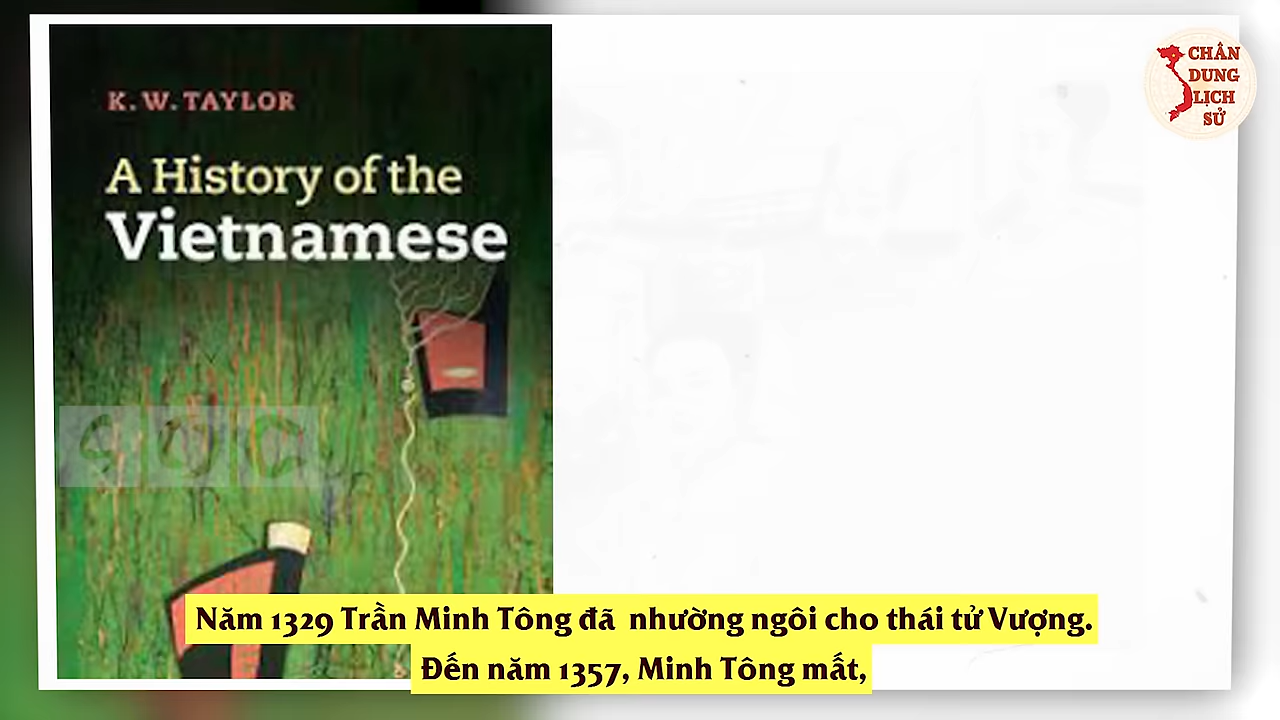 K. W. TAYLOR
A History of the
Vietnamese
CHÂN
DUNG
LỊCH
SỬ
Năm 1329 Trần Minh Tông đã nhường ngôi cho thái tử Vượng.
Đến năm 1357, Minh Tông mất,